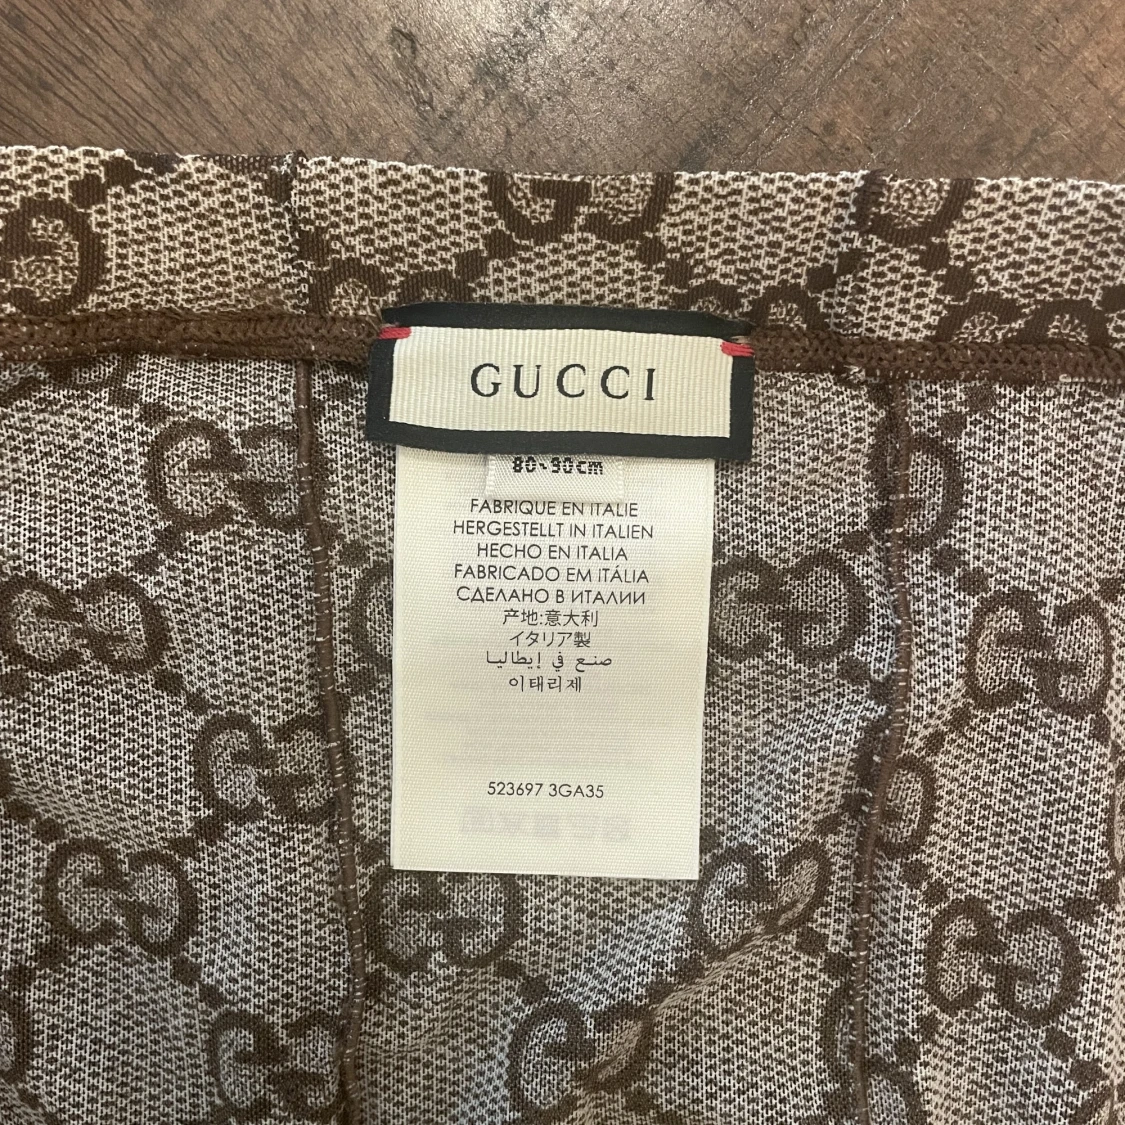 GUCCI
80-90cm
FABRIQUE EN ITALIE
HERGESTELLT IN ITALIEN
HECHO EN ITALIA
FABRICADO EM ITÁLIA
СДЕЛАНО В ИТАЛИИ
产地:意大利
イタリア製
صنع في إيطاليا
이태리제
523697 3GA35